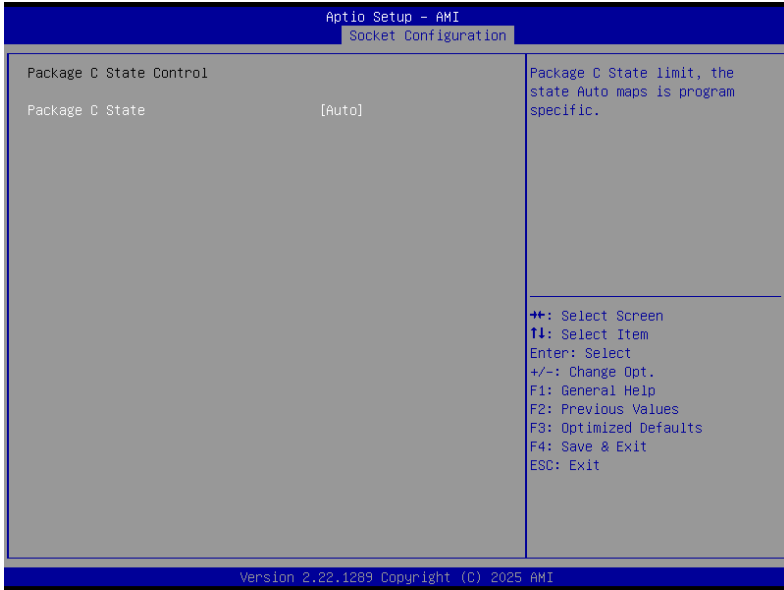 Aptio Setup – AMI
Socket Configuration
Package C State Control
Package C State [Auto]
Package C State limit, the
state Auto maps is program
specific.
→←: Select Screen
↑↓: Select Item
Enter: Select
+/-: Change Opt.
F1: General Help
F2: Previous Values
F3: Optimized Defaults
F4: Save & Exit
ESC: Exit
Version 2.22.1289 Copyright (C) 2025 AMI